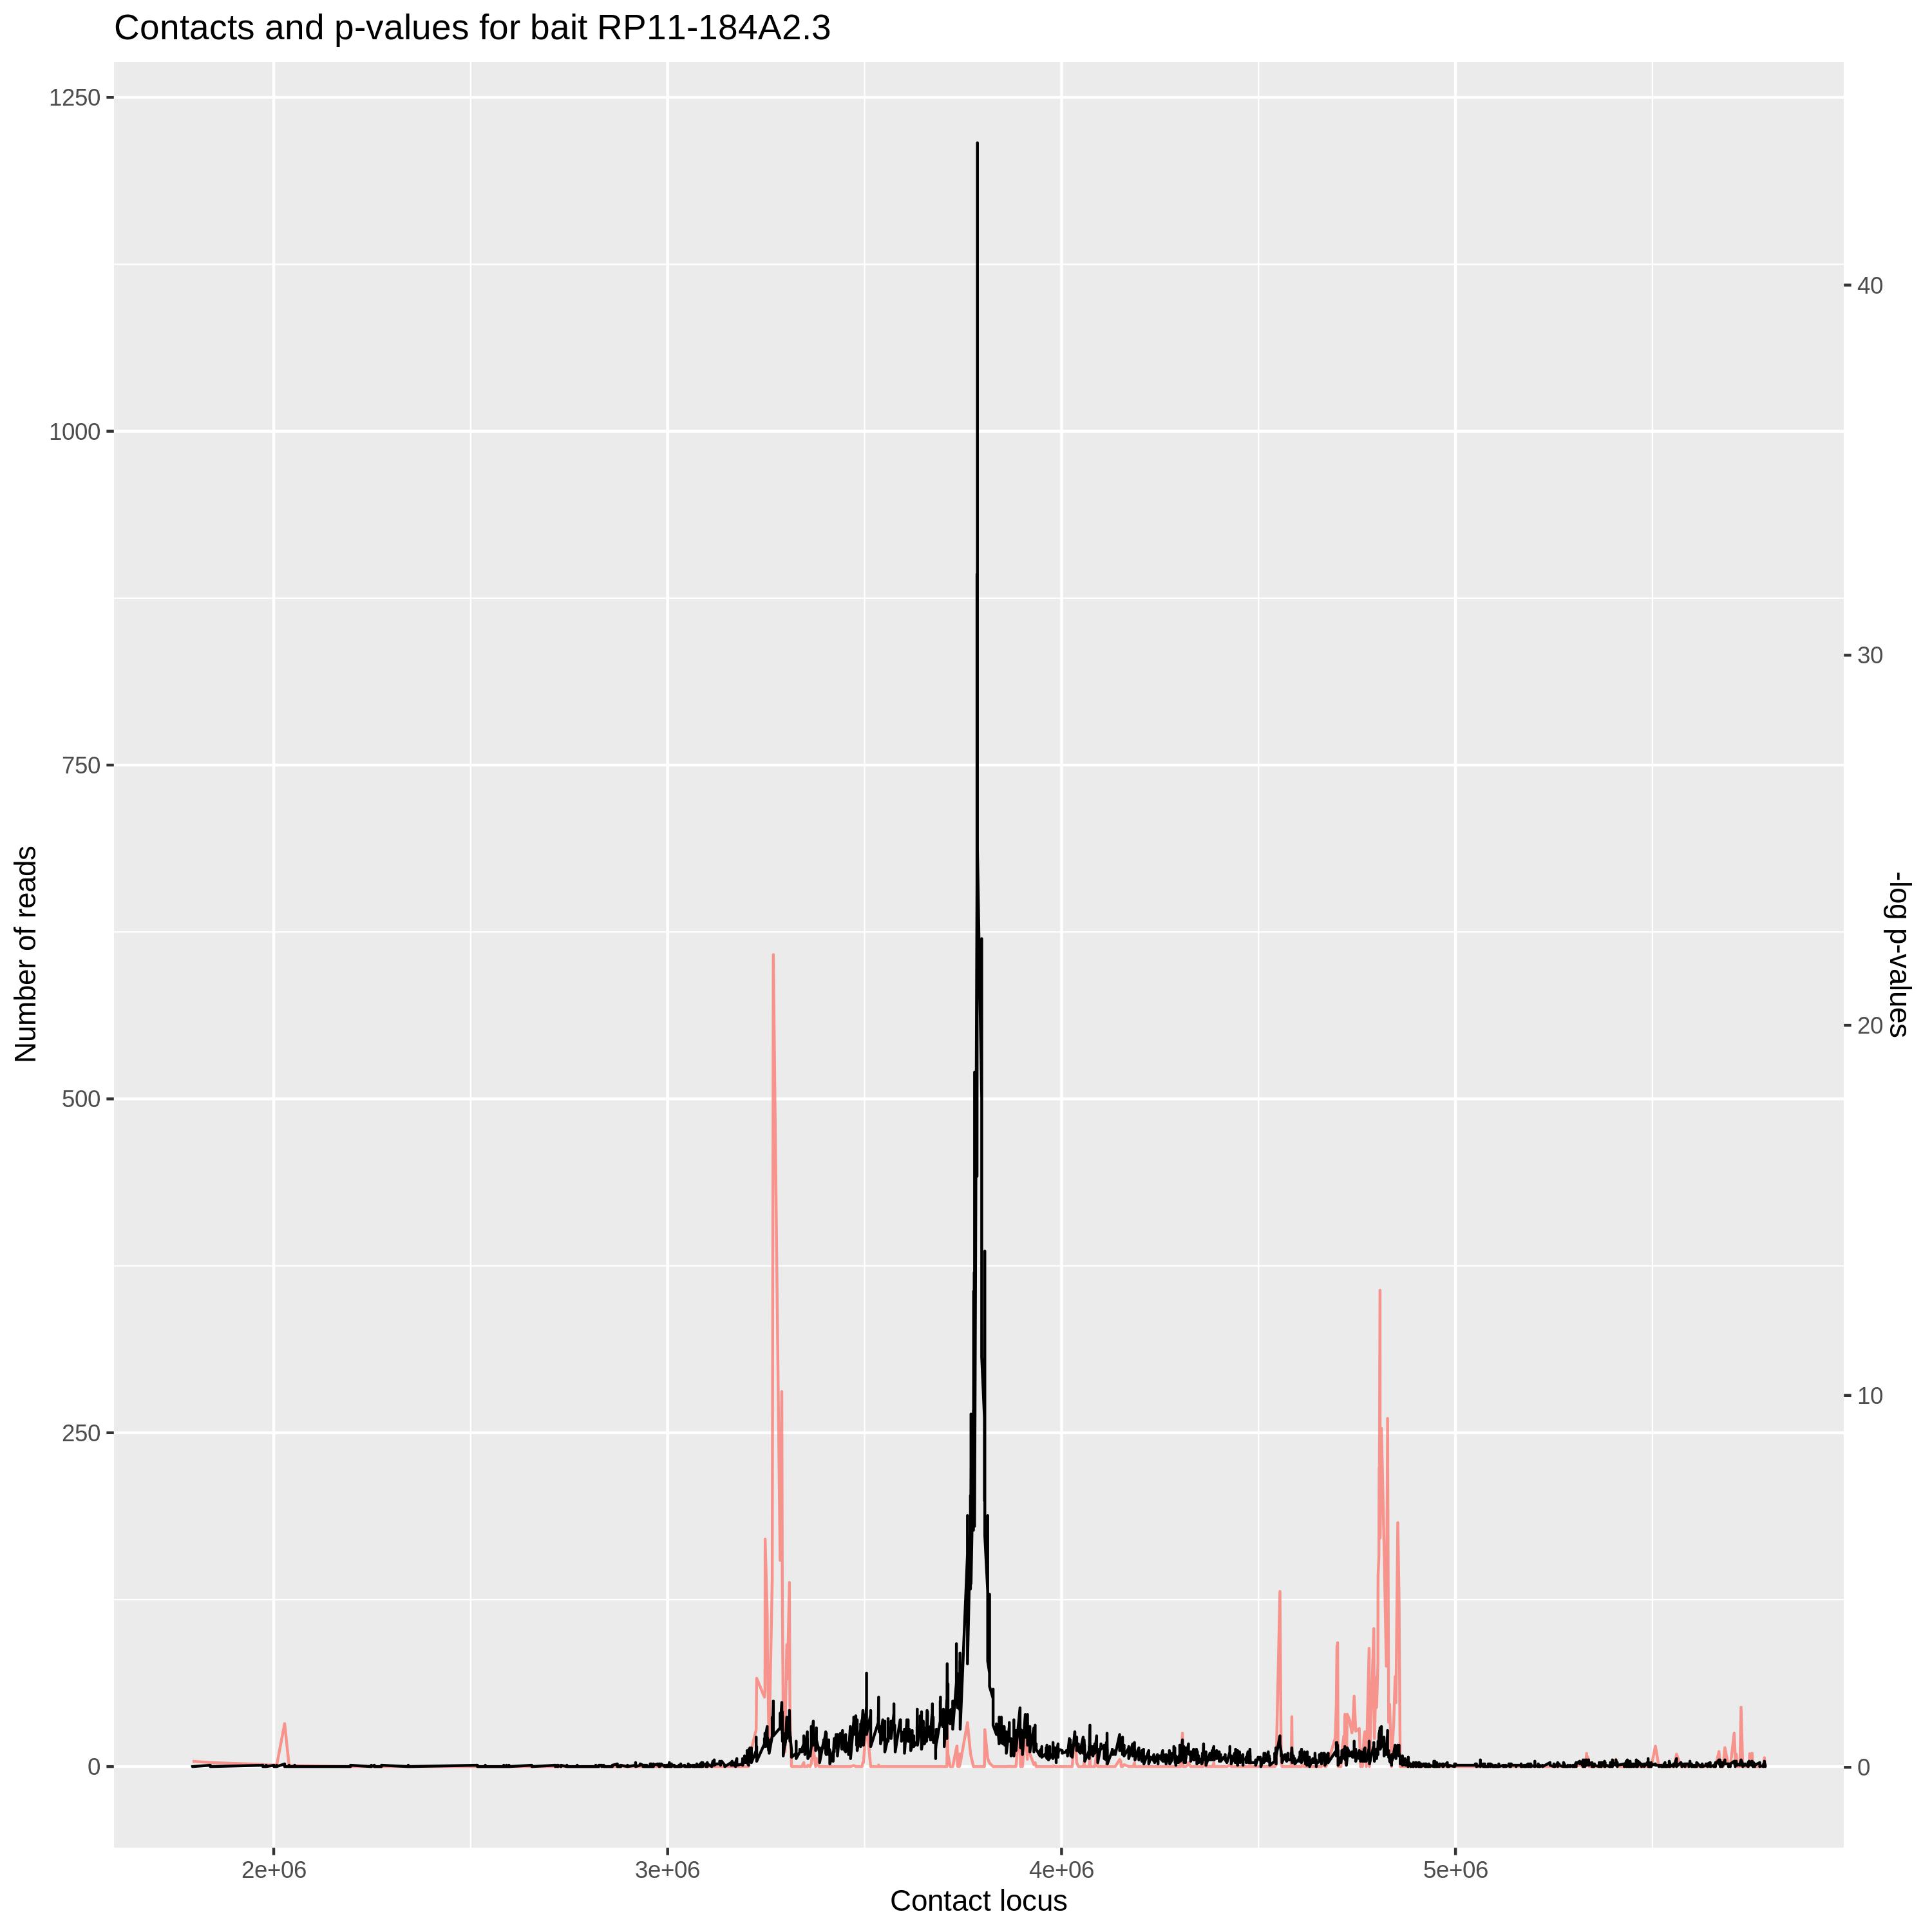 Contacts and p-values for bait RP11-184A2.3
1250
1000
750
500
250
0
Number of reads
40
30
20
10
0
-log p-values
2e+06
3e+06
4e+06
5e+06
Contact locus